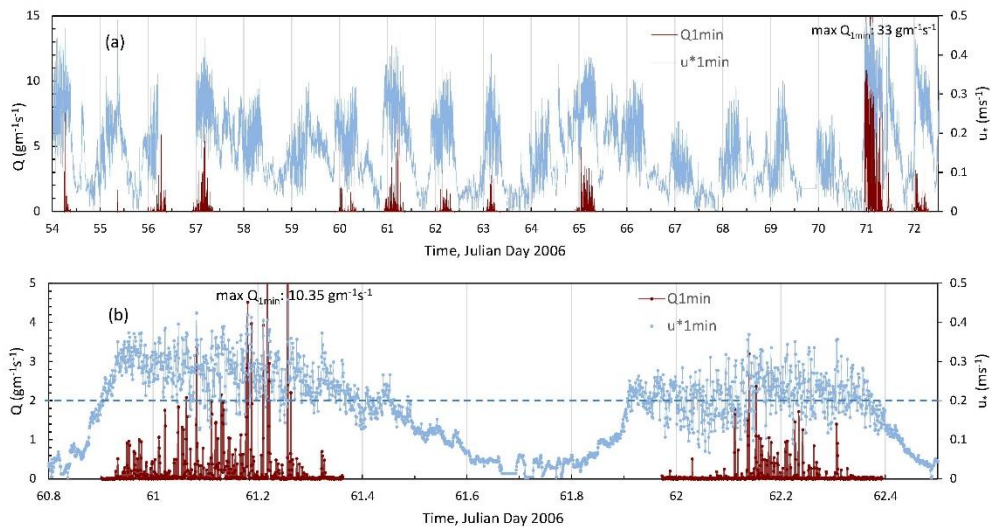 15
10
5
0
Q (gm⁻¹s⁻¹)
(a)
Q1min
u*1min
max Q1min: 33 gm⁻¹s⁻¹
0.5
0.4
0.3
0.2
0.1
0
u* (ms⁻¹)
54 55 56 57 58 59 60 61 62 63 64 65 66 67 68 69 70 71 72
Time, Julian Day 2006
5
4
3
2
1
0
Q (gm⁻¹s⁻¹)
(b)
max Q1min: 10.35 gm⁻¹s⁻¹
Q1min
u*1min
0.5
0.4
0.3
0.2
0.1
0
u* (ms⁻¹)
60.8 61 61.2 61.4 61.6 61.8 62 62.2 62.4
Time, Julian Day 2006